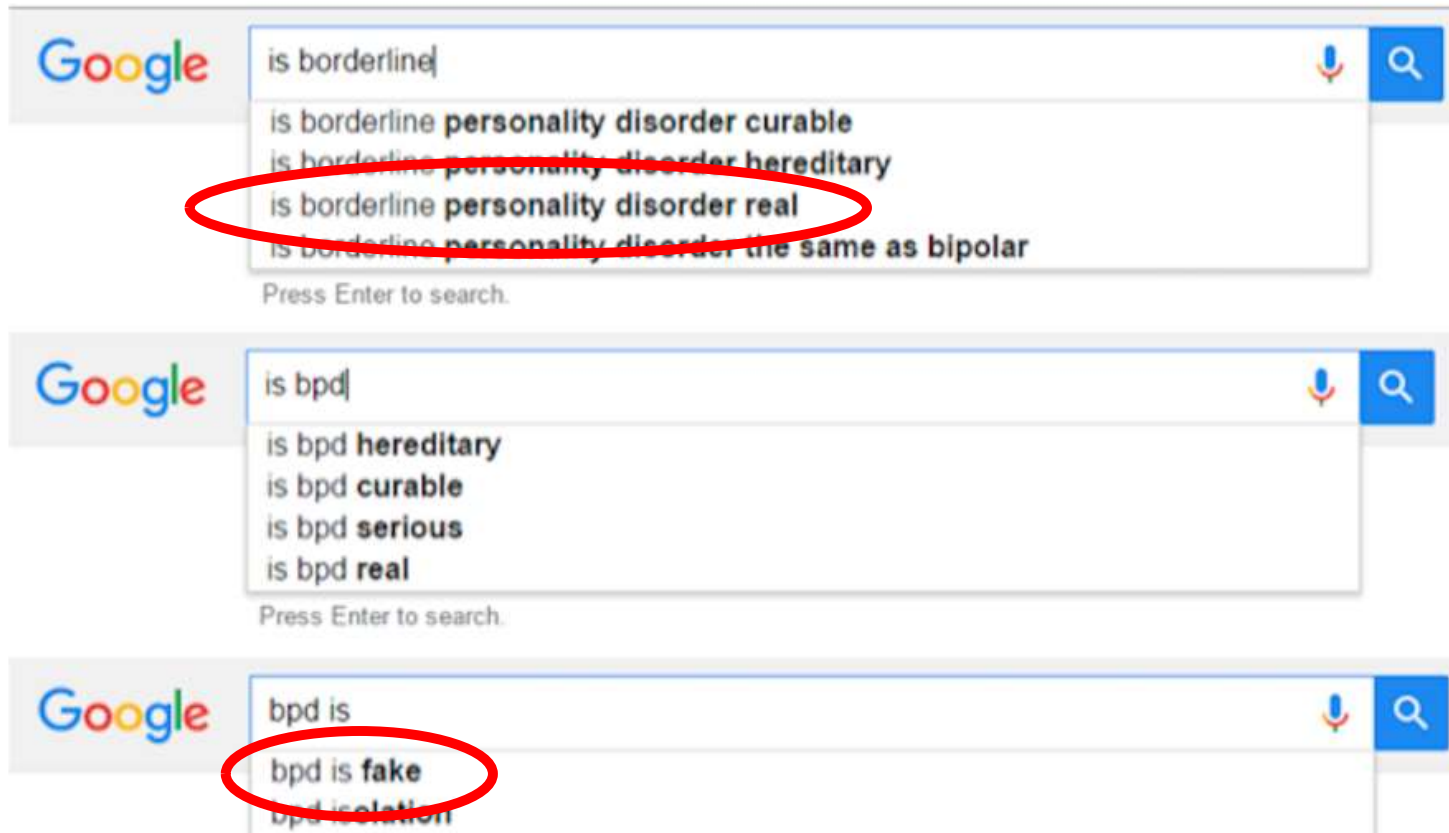 Google is borderline
is borderline personality disorder curable
is borderline personality disorder hereditary
is borderline personality disorder real
is borderline personality disorder the same as bipolar
Press Enter to search.
Google is bpd
is bpd hereditary
is bpd curable
is bpd serious
is bpd real
Press Enter to search.
Google bpd is
bpd is fake
bpd isolation